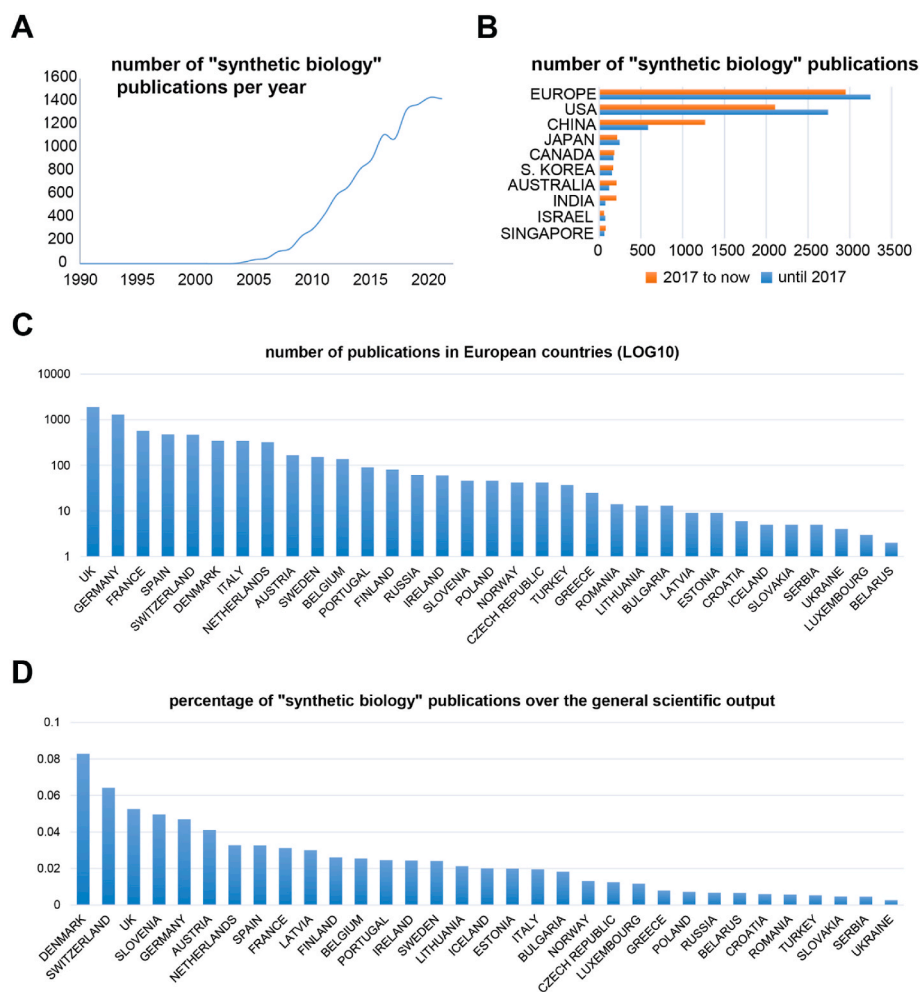 A
number of "synthetic biology"
publications per year
1600
1400
1200
1000
800
600
400
200
0
1990 1995 2000 2005 2010 2015 2020
B
number of "synthetic biology" publications
EUROPE
USA
CHINA
JAPAN
CANADA
S. KOREA
AUSTRALIA
INDIA
ISRAEL
SINGAPORE
0 500 1000 1500 2000 2500 3000 3500
2017 to now until 2017
C
number of publications in European countries (LOG10)
10000
1000
100
10
1
UK
GERMANY
FRANCE
SPAIN
SWITZERLAND
DENMARK
ITALY
NETHERLANDS
AUSTRIA
SWEDEN
BELGIUM
PORTUGAL
FINLAND
RUSSIA
IRELAND
SLOVENIA
POLAND
NORWAY
CZECH REPUBLIC
TURKEY
GREECE
ROMANIA
LITHUANIA
BULGARIA
LATVIA
ESTONIA
CROATIA
ICELAND
SLOVAKIA
SERBIA
UKRAINE
LUXEMBOURG
BELARUS
D
percentage of "synthetic biology" publications over the general scientific output
0.1
0.08
0.06
0.04
0.02
0
DENMARK
SWITZERLAND
UK
SLOVENIA
GERMANY
AUSTRIA
NETHERLANDS
SPAIN
FRANCE
LATVIA
FINLAND
BELGIUM
PORTUGAL
IRELAND
SWEDEN
LITHUANIA
ICELAND
ESTONIA
ITALY
BULGARIA
NORWAY
CZECH REPUBLIC
LUXEMBOURG
GREECE
POLAND
RUSSIA
BELARUS
CROATIA
ROMANIA
TURKEY
SLOVAKIA
SERBIA
UKRAINE